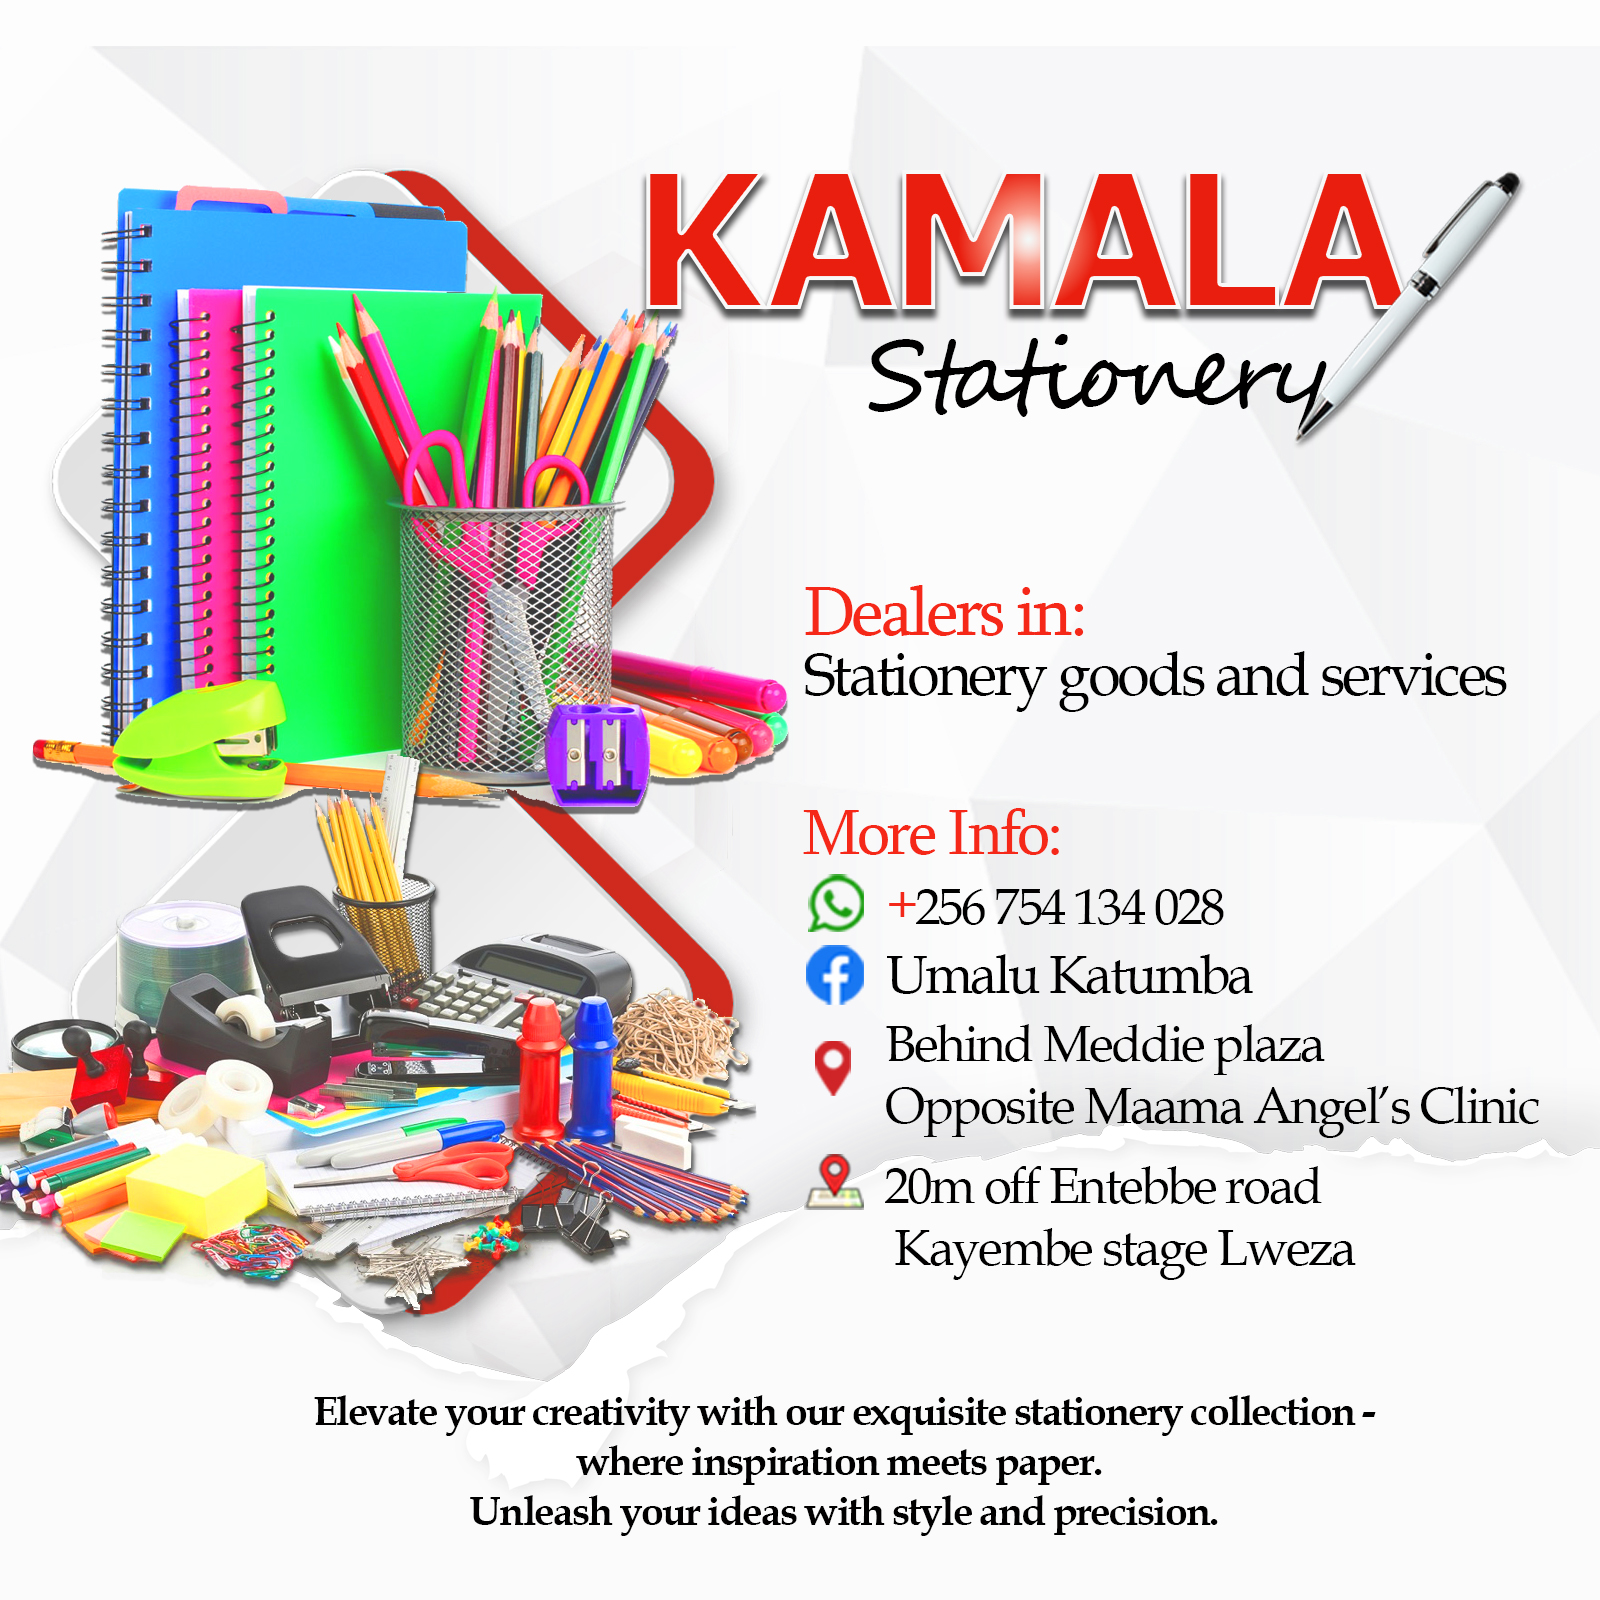 KAMALA
Stationery
Dealers in:
Stationery goods and services
More Info:
+256 754 134 028
Umalu Katumba
Behind Meddie plaza
Opposite Maama Angel's Clinic
20m off Entebbe road
Kayembe stage Lweza
Elevate your creativity with our exquisite stationery collection -
where inspiration meets paper.
Unleash your ideas with style and precision.